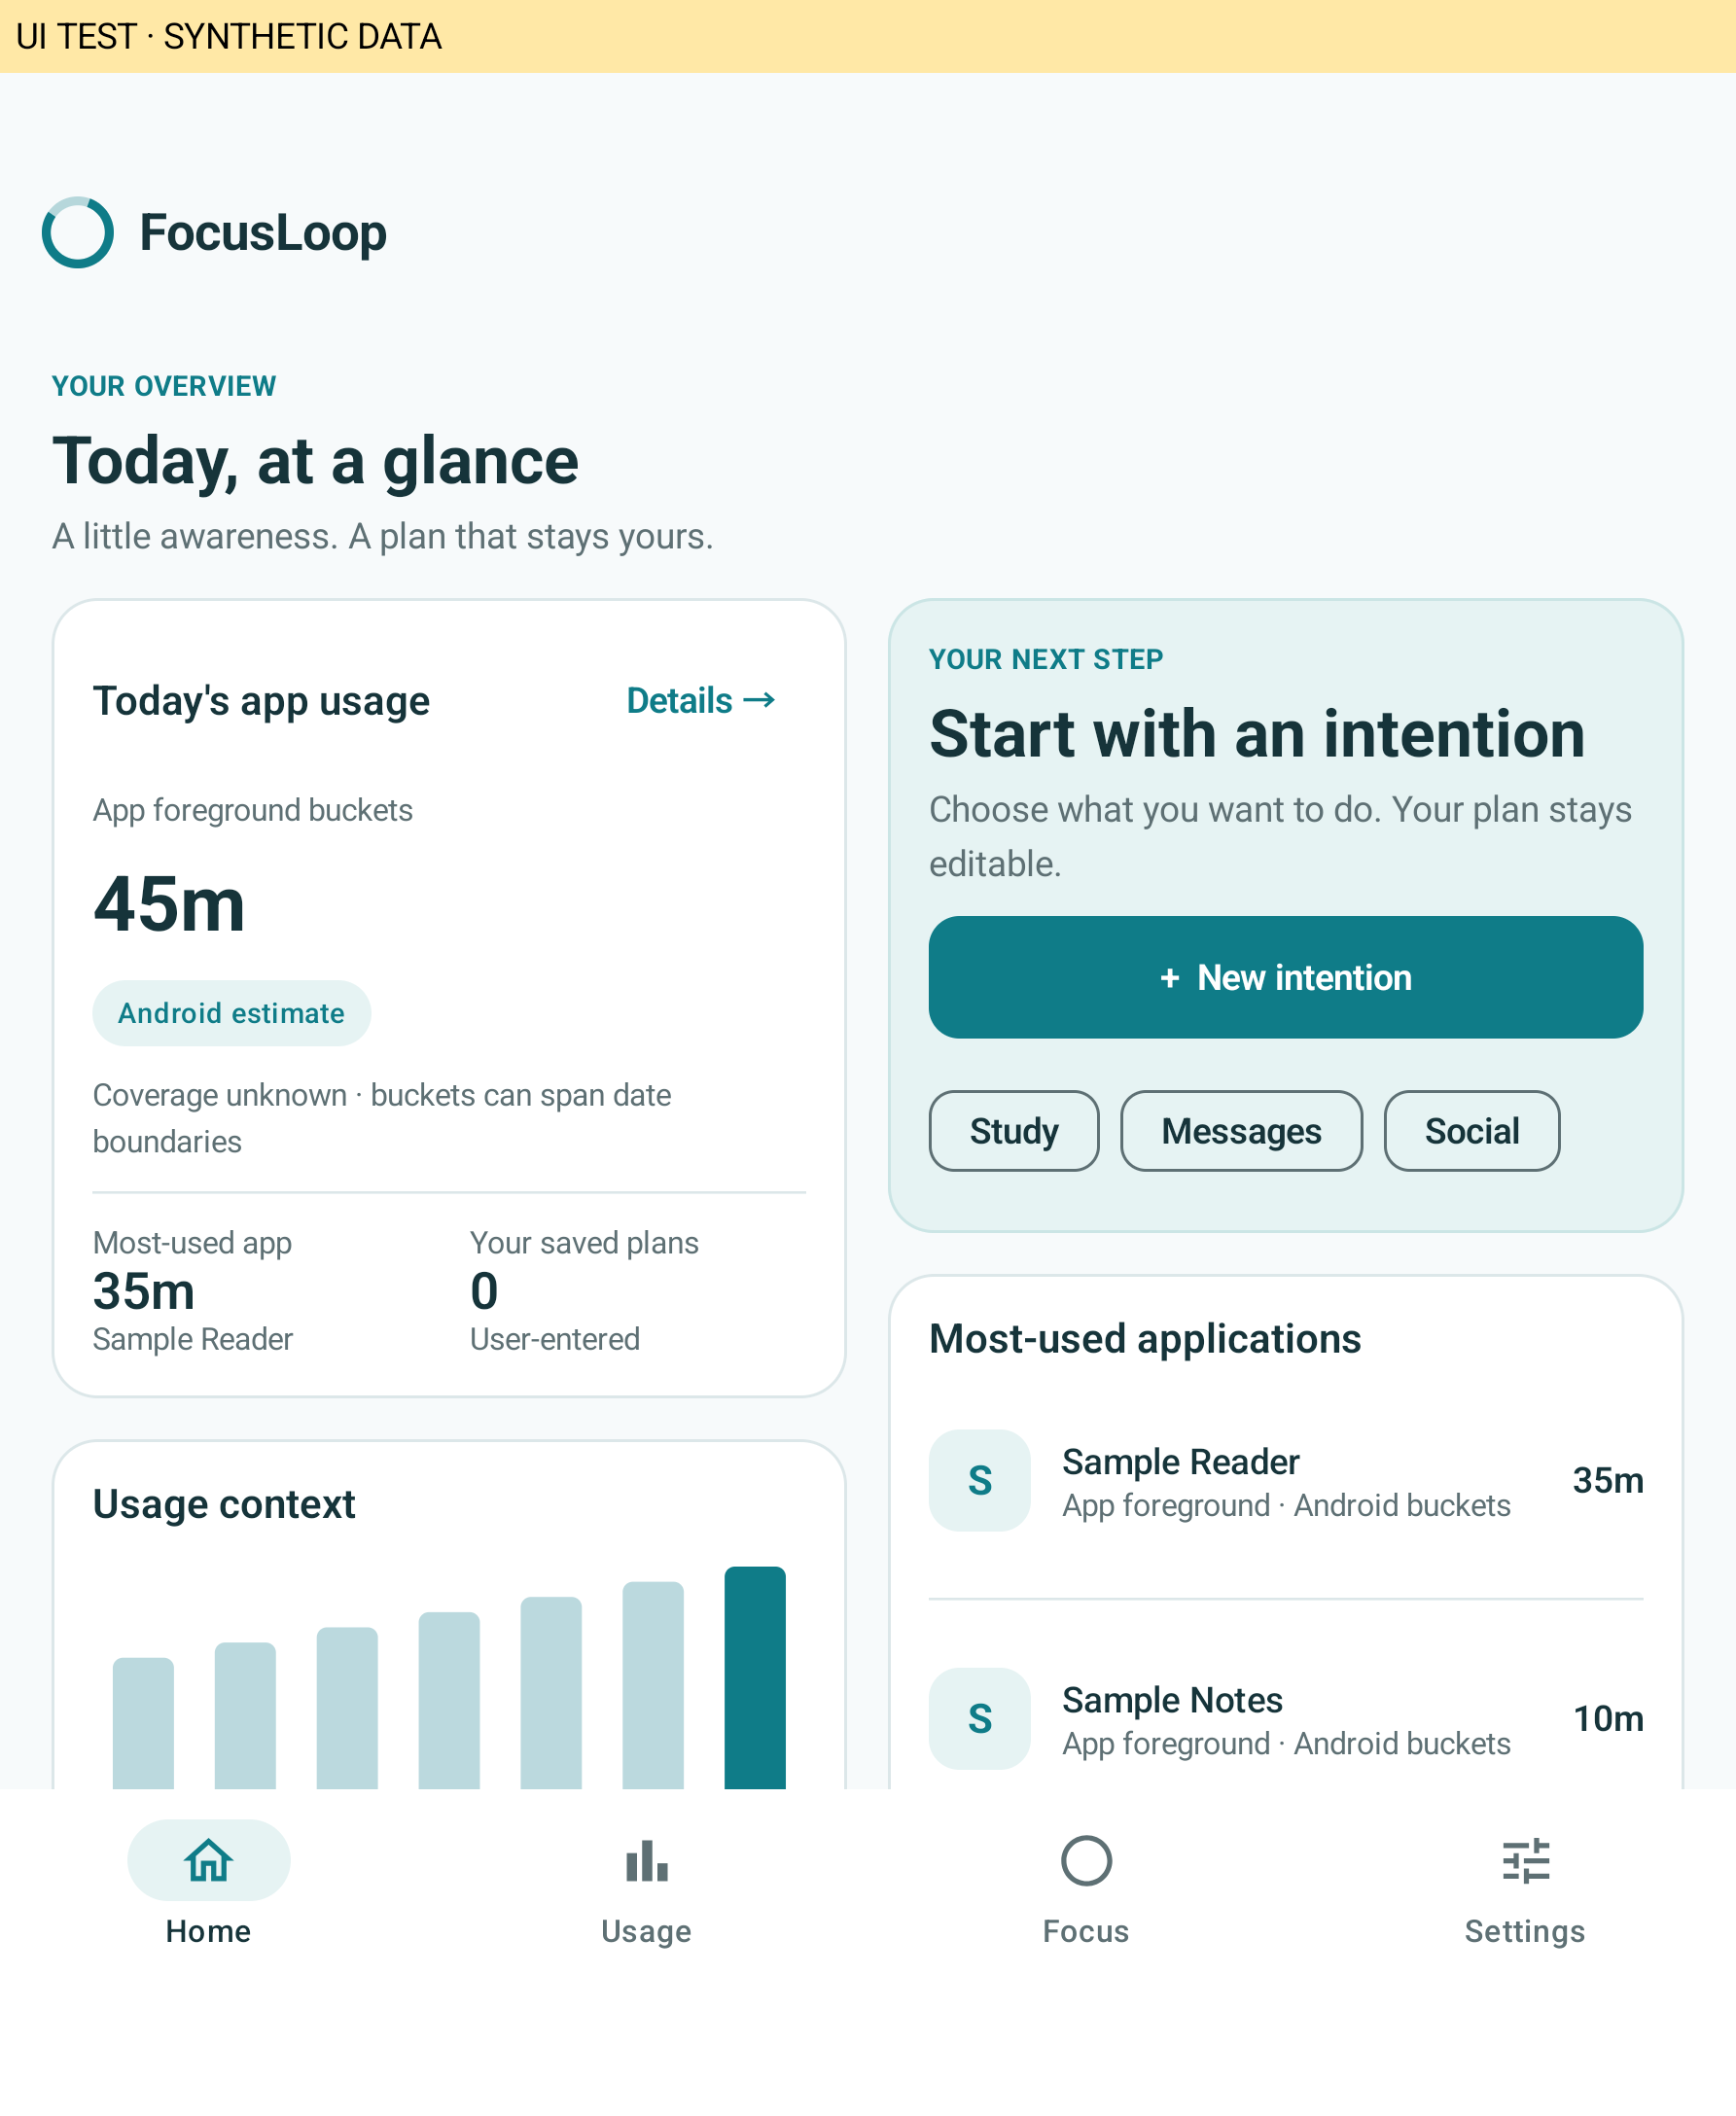 UI TEST · SYNTHETIC DATA
FocusLoop
YOUR OVERVIEW
Today, at a glance
A little awareness. A plan that stays yours.
Today's app usage
Details →
App foreground buckets
45m
Android estimate
Coverage unknown · buckets can span date
boundaries
Most-used app
35m
Sample Reader
Your saved plans
0
User-entered
Usage context
YOUR NEXT STEP
Start with an intention
Choose what you want to do. Your plan stays
editable.
+ New intention
Study
Messages
Social
Most-used applications
S
Sample Reader
App foreground · Android buckets
35m
S
Sample Notes
App foreground · Android buckets
10m
Home
Usage
Focus
Settings